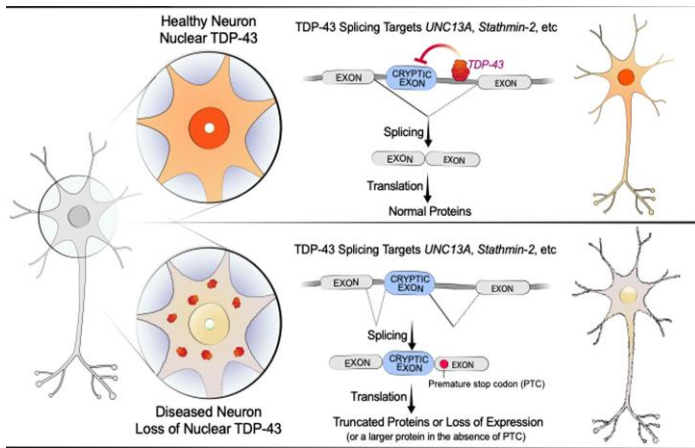 Healthy Neuron
Nuclear TDP-43
TDP-43 Splicing Targets UNC13A, Stathmin-2, etc
TDP-43
EXON
CRYPTIC
EXON
EXON
Splicing
EXON
EXON
Translation
Normal Proteins
TDP-43 Splicing Targets UNC13A, Stathmin-2, etc
EXON
CRYPTIC
EXON
EXON
Splicing
EXON
CRYPTIC
EXON
EXON
Premature stop codon (PTC)
Translation
Truncated Proteins or Loss of Expression
(or a larger protein in the absence of PTC)
Diseased Neuron
Loss of Nuclear TDP-43